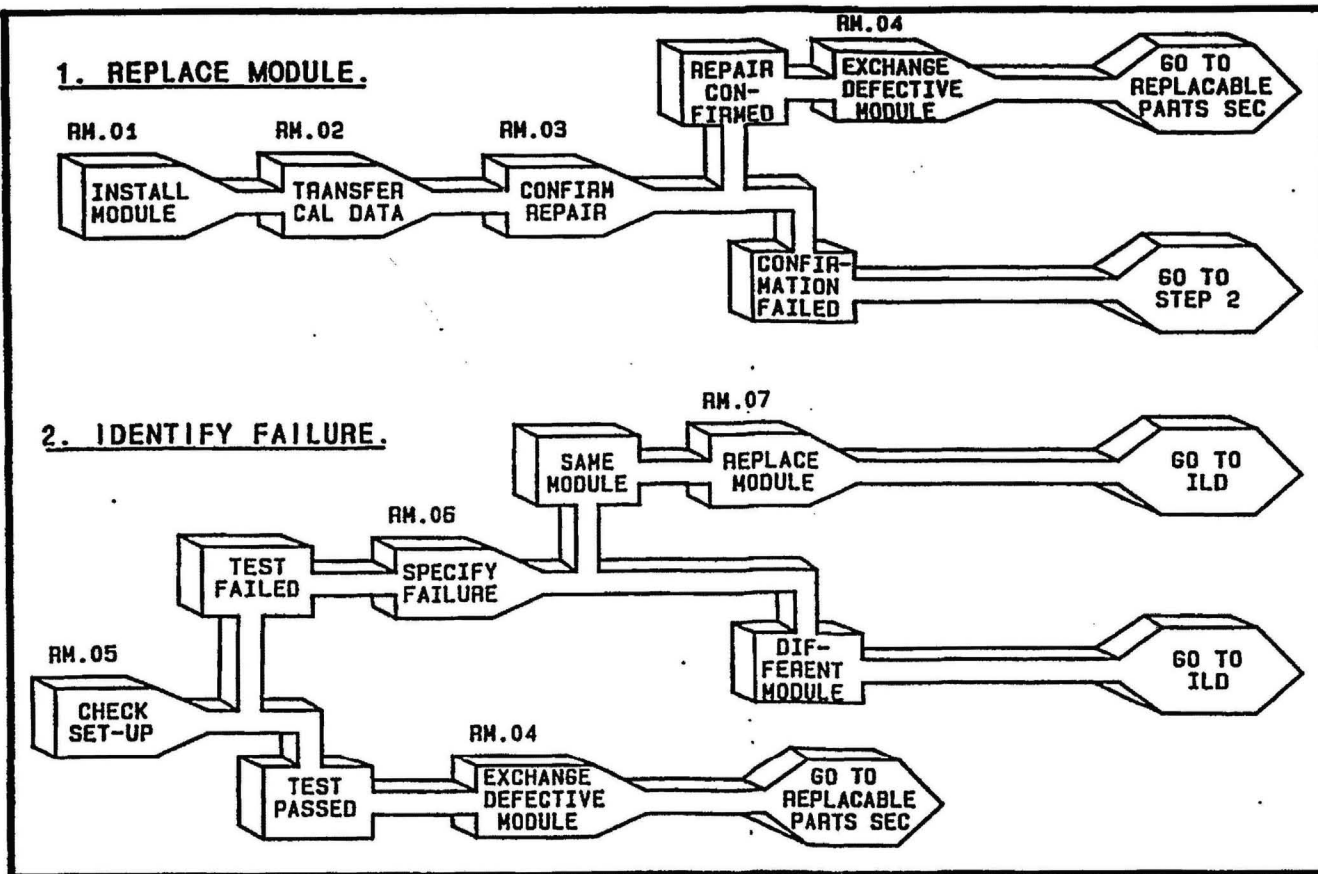 1. REPLACE MODULE.
RM.01
INSTALL
MODULE
RM.02
TRANSFER
CAL DATA
RM.03
CONFIRM
REPAIR
REPAIR
CON-
FIRMED
RM.04
EXCHANGE
DEFECTIVE
MODULE
GO TO
REPLACABLE
PARTS SEC
CONFIR-
MATION
FAILED
GO TO
STEP 2
2. IDENTIFY FAILURE.
RM.05
CHECK
SET-UP
TEST
FAILED
RM.06
SPECIFY
FAILURE
SAME
MODULE
RM.07
REPLACE
MODULE
GO TO
ILD
DIF-
FERENT
MODULE
GO TO
ILD
TEST
PASSED
RM.04
EXCHANGE
DEFECTIVE
MODULE
GO TO
REPLACABLE
PARTS SEC